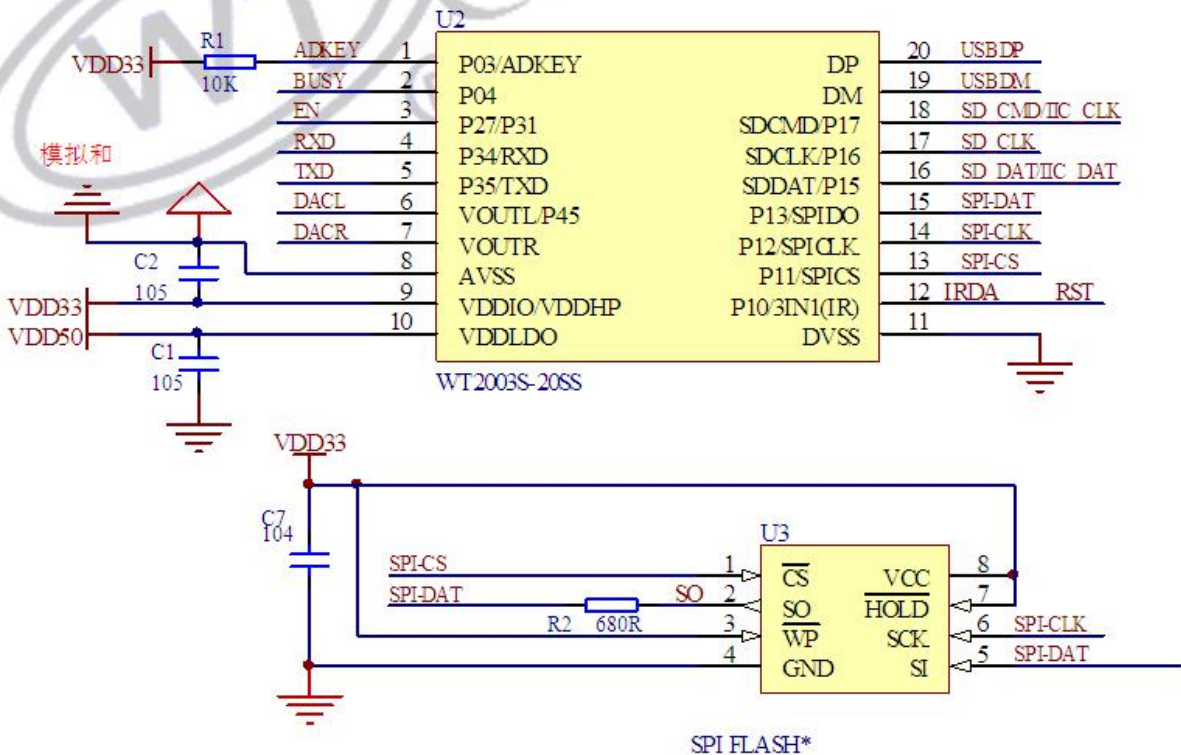 U2
VDD33
R1
10K
ADKEY 1 P03/ADKEY
BUSY 2 P04
EN 3 P27/P31
RXD 4 P34/RXD
TXD 5 P35/TXD
DACL 6 VOUTL/P45
DACR 7 VOUTR
8 AVSS
9 VDDIO/VDDHP
10 VDDLDO
DP 20 USBDP
DM 19 USBDM
SDCMD/P17 18 SD CMD/IIC CLK
SDCLK/P16 17 SD CLK
SDDAT/P15 16 SD DAT/IIC DAT
P13/SPIDO 15 SPI-DAT
P12/SPICLK 14 SPI-CLK
P11/SPICS 13 SPI-CS
P10/3IN1(IR) 12 IRDA RST
DVSS 11
模拟和
C2
105
VDD33
VDD50
C1
105
WT2003S-20SS
VDD33
C7
104
U3
SPI-CS 1 CS
SPI-DAT SO 2 SO
R2 680R
3 WP
4 GND
VCC 8
HOLD 7
SCK 6 SPI-CLK
SI 5 SPI-DAT
SPI FLASH*